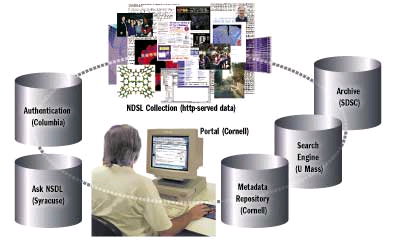 NDSL Collection (http-served data)
Authentication
(Columbia)
Archive
(SDSC)
Portal (Cornell)
Search
Engine
(U Mass)
Ask NSDL
(Syracuse)
Metadata
Repository
(Cornell)